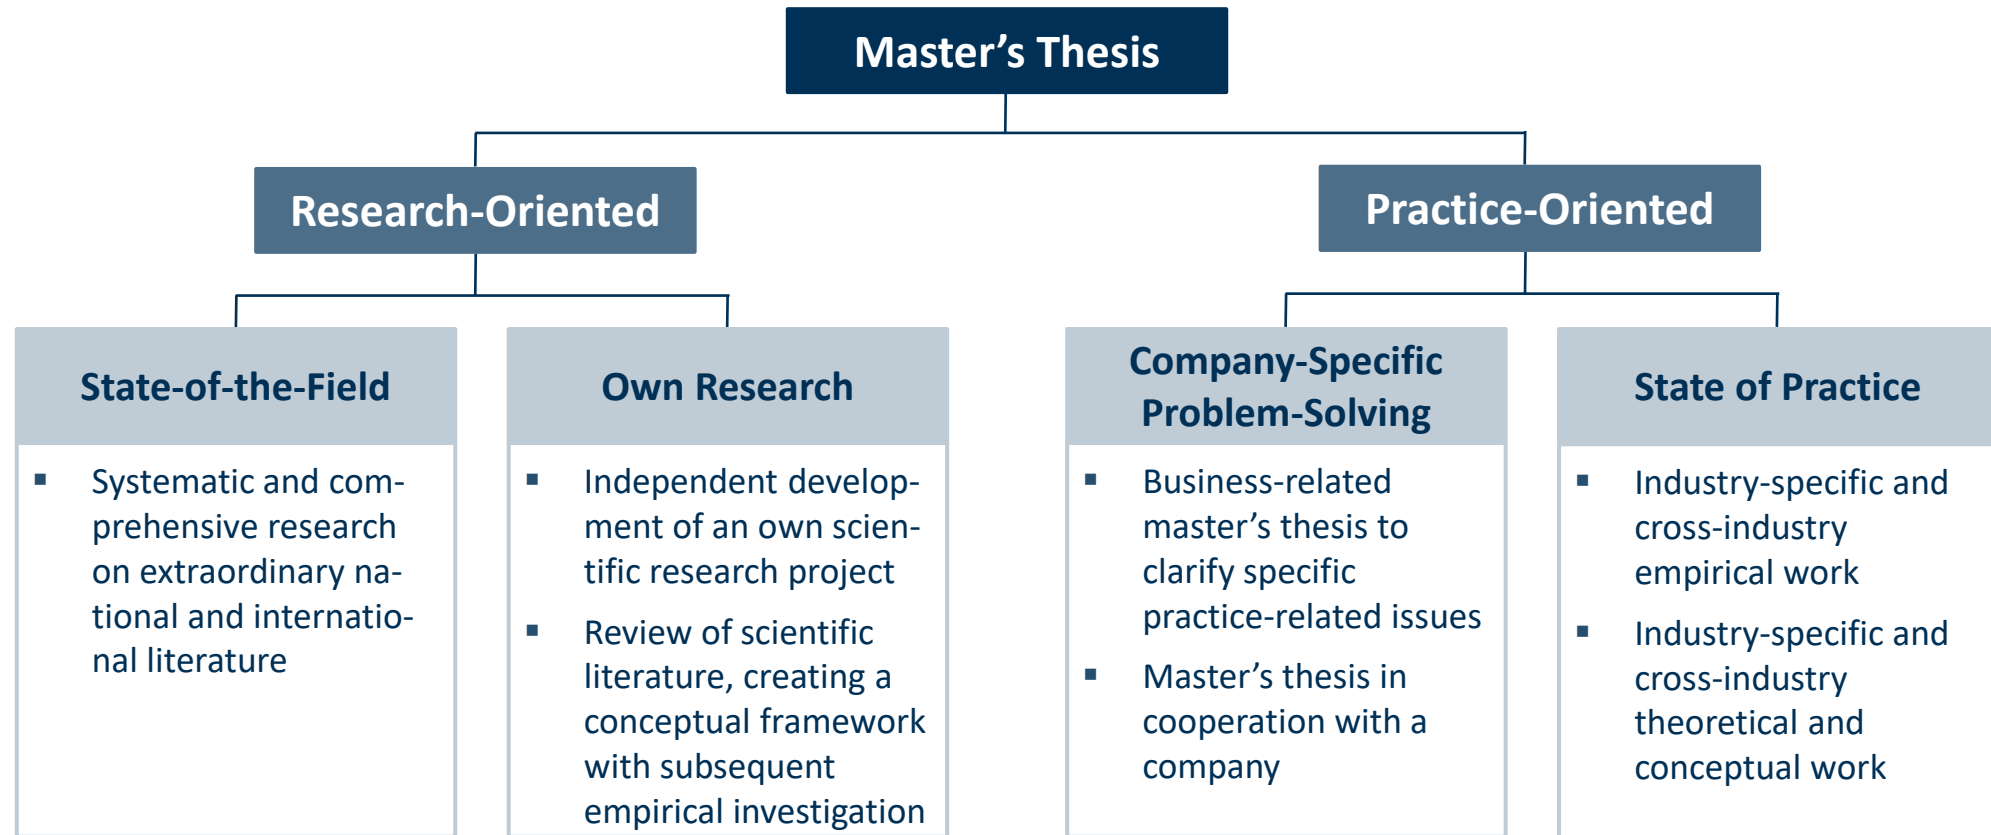 Master’s Thesis
Research-Oriented
Practice-Oriented
State-of-the-Field
▪ Systematic and com-
prehensive research
on extraordinary na-
tional and internatio-
nal literature
Own Research
▪ Independent develop-
ment of an own scien-
tific research project
▪ Review of scientific
literature, creating a
conceptual framework
with subsequent
empirical investigation
Company-Specific
Problem-Solving
▪ Business-related
master’s thesis to
clarify specific
practice-related issues
▪ Master’s thesis in
cooperation with a
company
State of Practice
▪ Industry-specific and
cross-industry
empirical work
▪ Industry-specific and
cross-industry
theoretical and
conceptual work